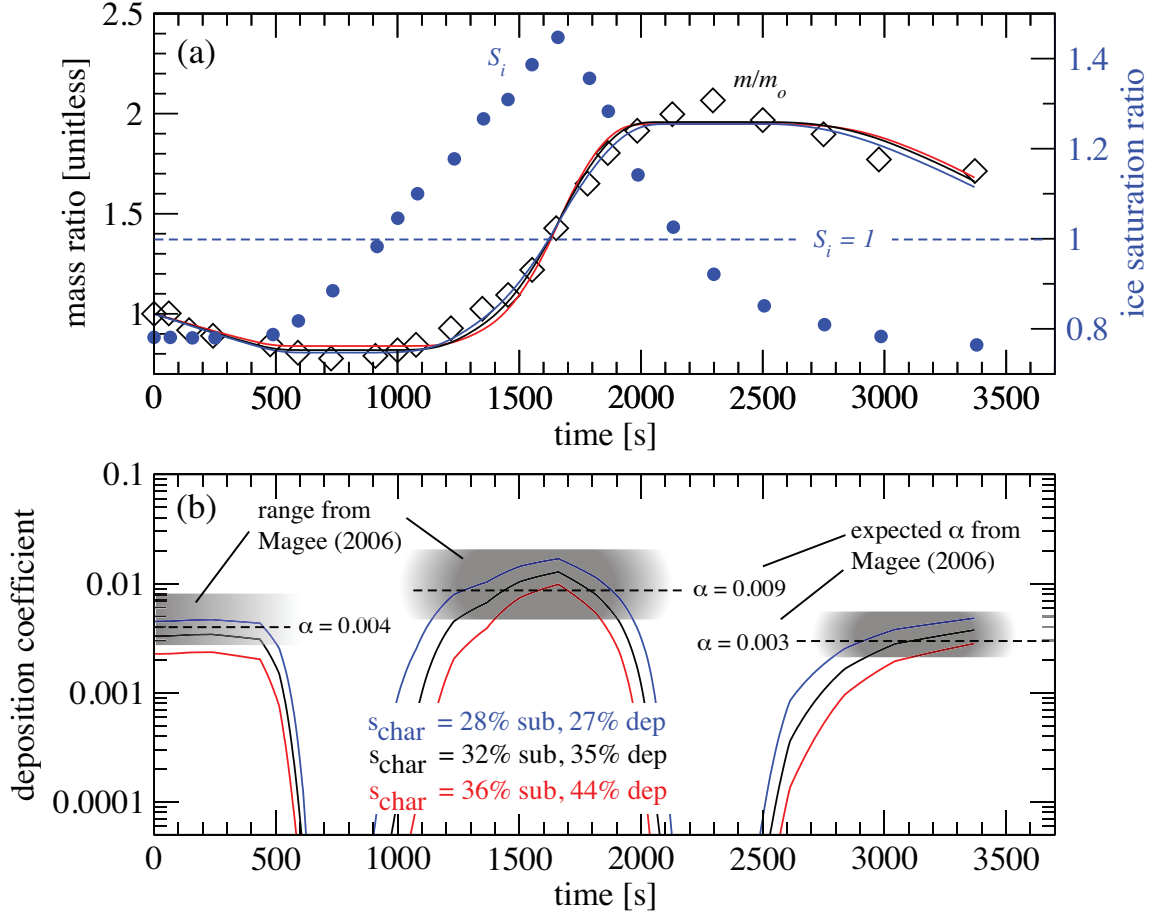 (a)
2.5
2
1.5
1
mass ratio [unitless]
S_i
m/m_o
S_i = 1
1.4
1.2
1
0.8
ice saturation ratio
0 500 1000 1500 2000 2500 3000 3500
time [s]
(b)
0.1
0.01
0.001
0.0001
deposition coefficient
range from
Magee (2006)
expected α from
Magee (2006)
α = 0.004
α = 0.009
α = 0.003
s_char = 28% sub, 27% dep
s_char = 32% sub, 35% dep
s_char = 36% sub, 44% dep
0 500 1000 1500 2000 2500 3000 3500
time [s]